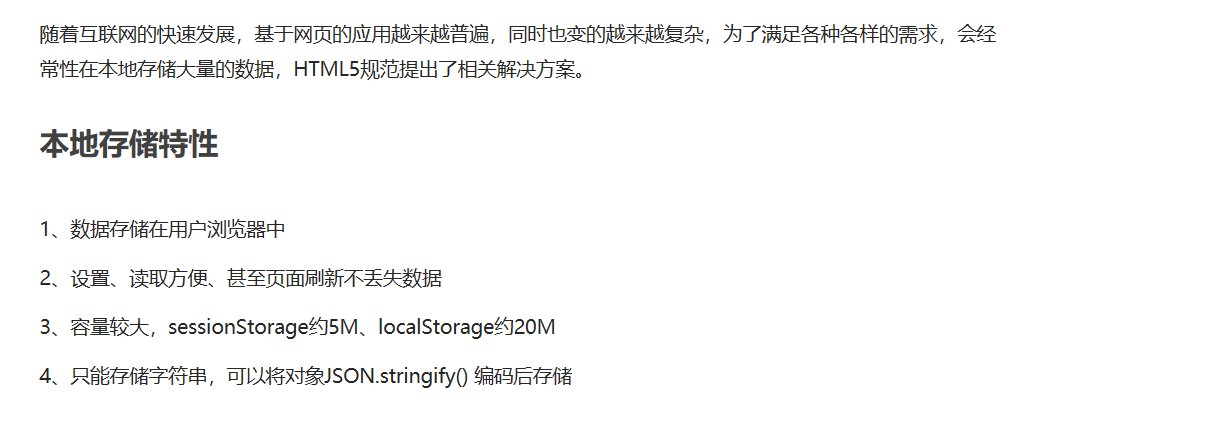 随着互联网的快速发展，基于网页的应用越来越普遍，同时也变的越来越复杂，为了满足各种各样的需求，会经
常性在本地存储大量的数据，HTML5规范提出了相关解决方案。
本地存储特性
1、数据存储在用户浏览器中
2、设置、读取方便、甚至页面刷新不丢失数据
3、容量较大，sessionStorage约5M、localStorage约20M
4、只能存储字符串，可以将对象JSON.stringify() 编码后存储